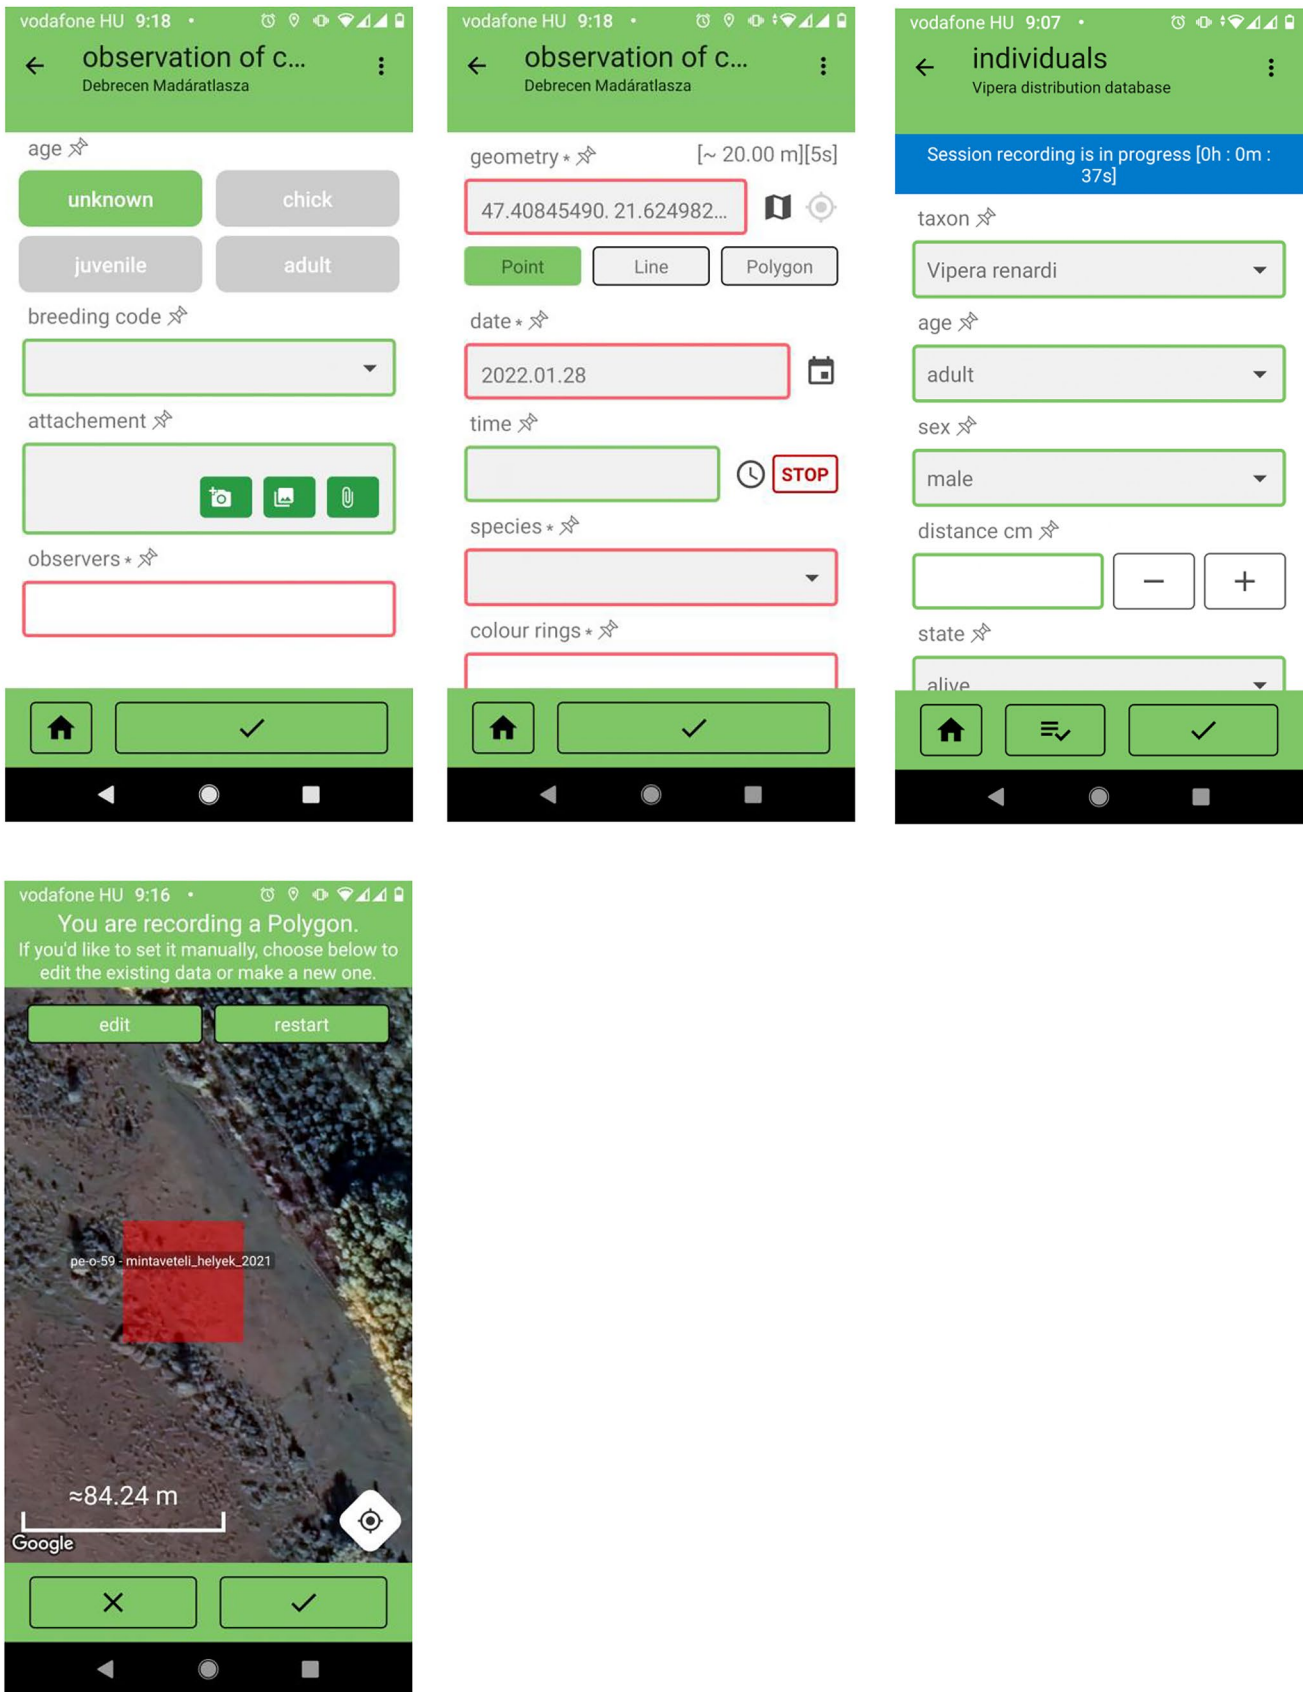 vodafone HU 9:18
observation of c...
Debrecen Madáratlasza
age
unknown
chick
juvenile
adult
breeding code
attachement
observers *
vodafone HU 9:18
observation of c...
Debrecen Madáratlasza
geometry * [~ 20.00 m][5s]
47.40845490. 21.624982...
Point
Line
Polygon
date *
2022.01.28
time
STOP
species *
colour rings *
vodafone HU 9:07
individuals
Vipera distribution database
Session recording is in progress [0h : 0m :
37s]
taxon
Vipera renardi
age
adult
sex
male
distance cm
state
alive
vodafone HU 9:16
You are recording a Polygon.
If you'd like to set it manually, choose below to
edit the existing data or make a new one.
edit
restart
pe-o-59 - mintaveteli_helyek_2021
≈84.24 m
Google